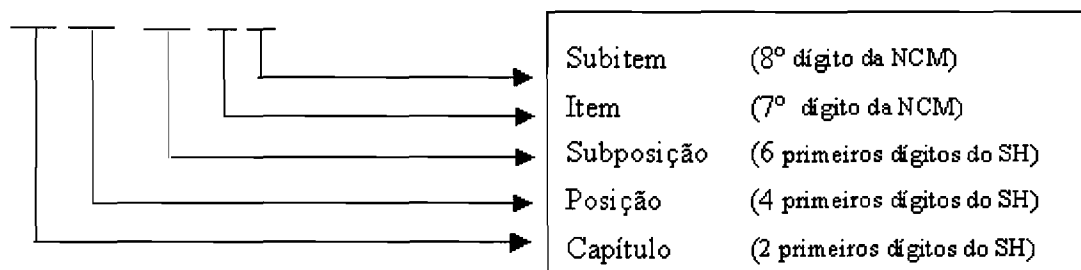 Subitem (8º dígito da NCM)
Item (7º dígito da NCM)
Subposição (6 primeiros dígitos do SH)
Posição (4 primeiros dígitos do SH)
Capítulo (2 primeiros dígitos do SH)